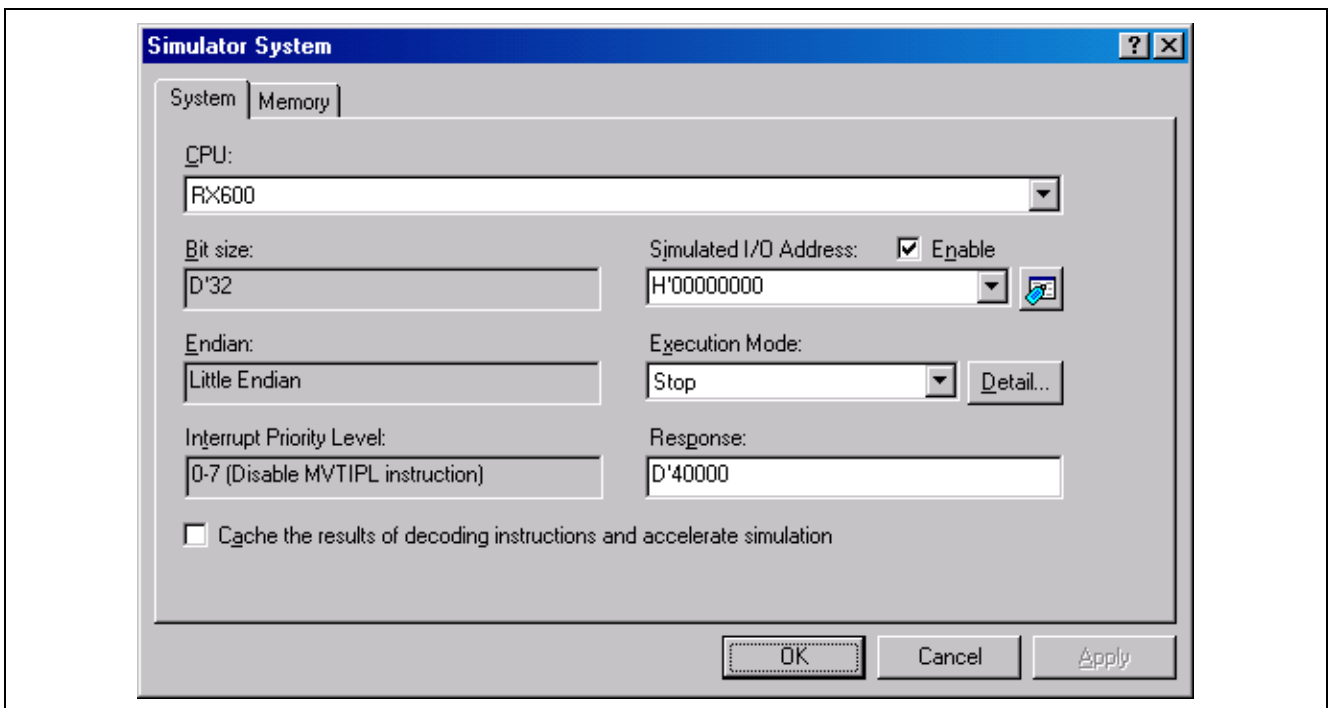 Simulator System
System Memory
CPU:
RX600
Bit size:
Simulated I/O Address: Enable
D'32
H'00000000
Endian:
Execution Mode:
Little Endian
Stop
Detail...
Interrupt Priority Level:
Response:
0-7 (Disable MVTIPL instruction)
D'40000
Cache the results of decoding instructions and accelerate simulation
OK Cancel Apply